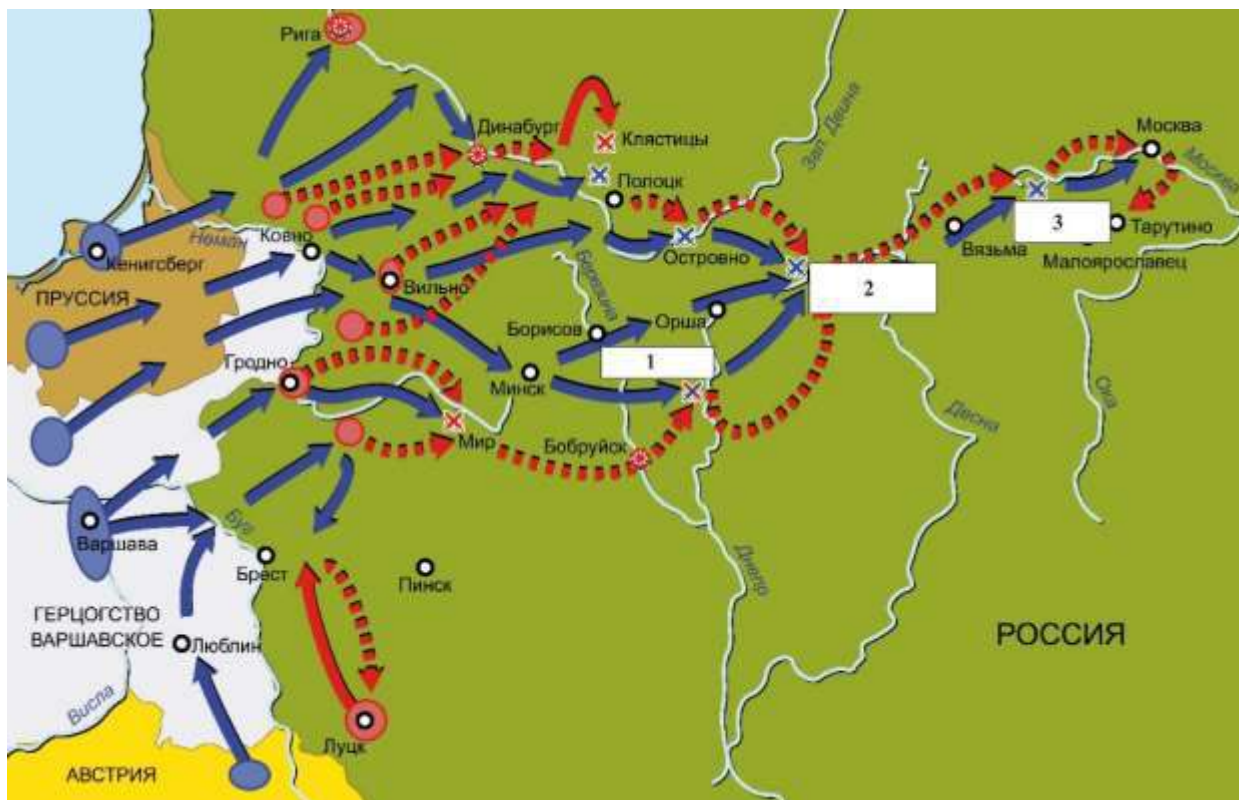 Рига
Динабург
Клястицы
Зап. Двина
Москва
Москва
Полоцк
Неман
Ковно
Кенигсберг
Вильно
Островно
Вязьма
3
Тарутино
Малоярославец
ПРУССИЯ
Березина
2
Борисов
Орша
Гродно
1
Минск
Ока
Десна
Мир
Бобруйск
Варшава
Буг
Брест
Пинск
Днепр
ГЕРЦОГСТВО
ВАРШАВСКОЕ
Люблин
РОССИЯ
Висла
Луцк
АВСТРИЯ